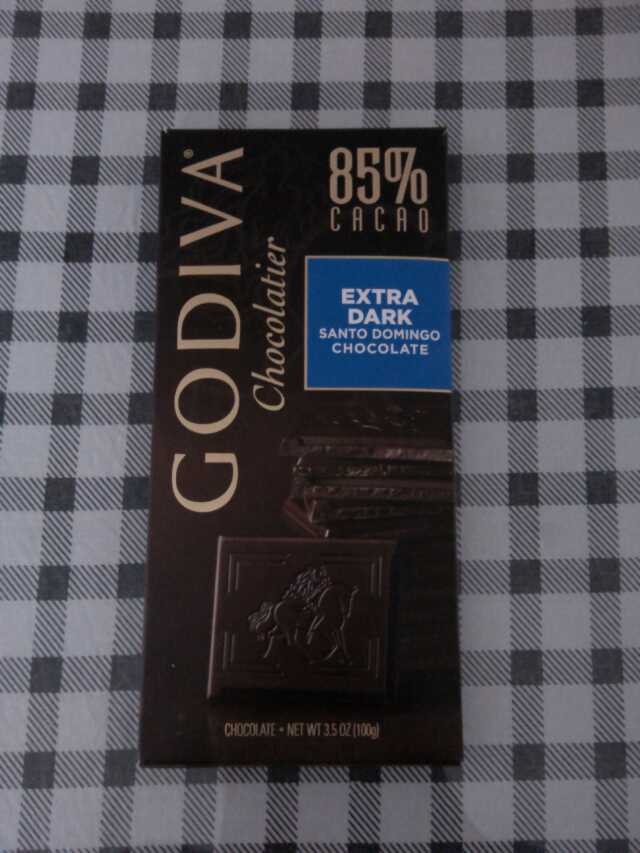 GODIVA®
Chocolatier
85%
CACAO
EXTRA
DARK
SANTO DOMINGO
CHOCOLATE
CHOCOLATE • NET WT 3.5 OZ (100g)